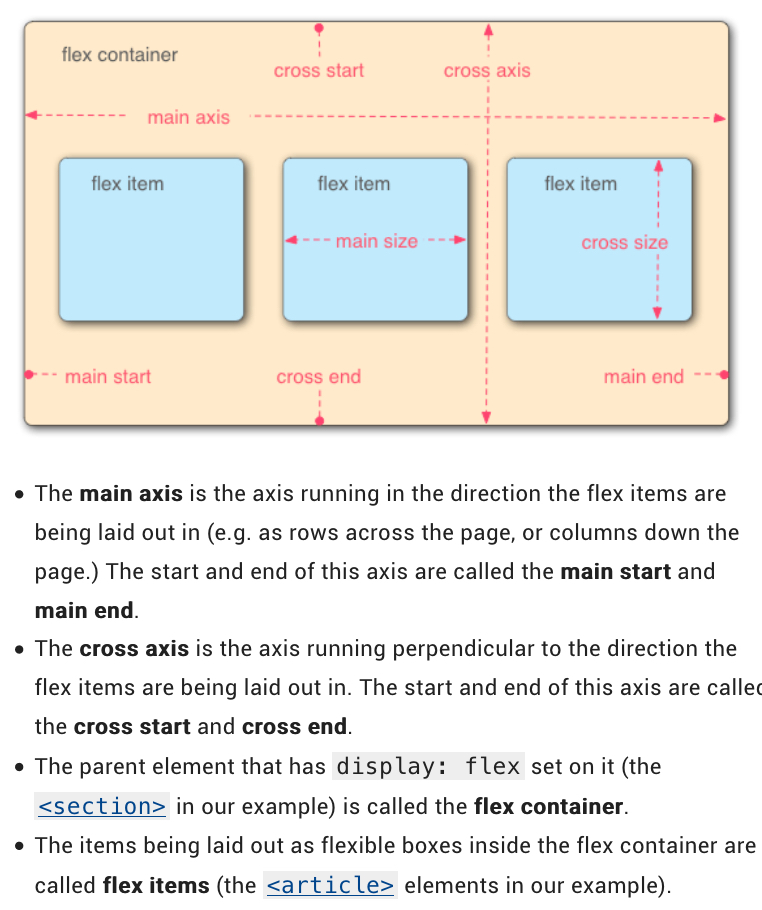 flex container
cross start
cross axis
main axis
flex item
flex item
flex item
main size
cross size
main start
cross end
main end
The main axis is the axis running in the direction the flex items are
being laid out in (e.g. as rows across the page, or columns down the
page.) The start and end of this axis are called the main start and
main end.
The cross axis is the axis running perpendicular to the direction the
flex items are being laid out in. The start and end of this axis are called
the cross start and cross end.
The parent element that has display: flex set on it (the
<section> in our example) is called the flex container.
The items being laid out as flexible boxes inside the flex container are
called flex items (the <article> elements in our example).